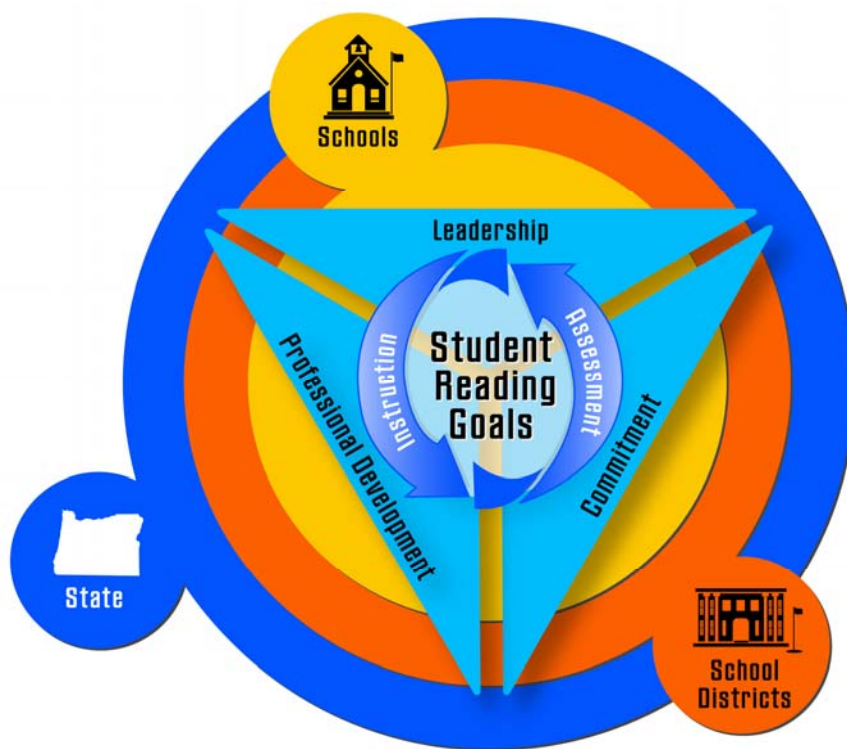 Schools
Leadership
Instruction
Assessment
Student
Reading
Goals
Professional Development
Commitment
State
School
Districts